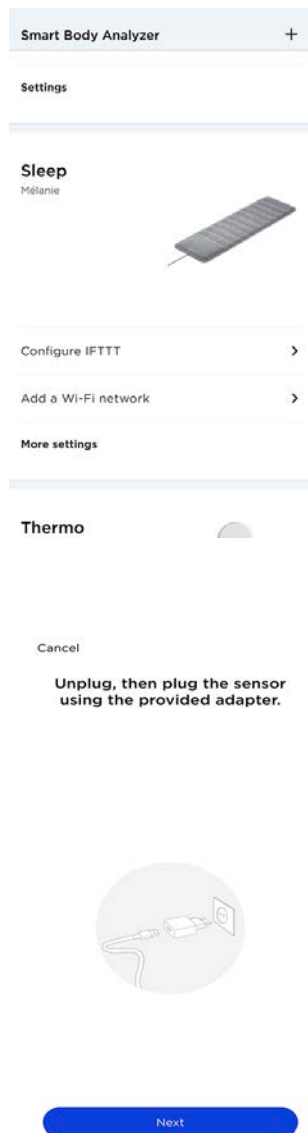 Smart Body Analyzer +
Settings
Sleep
Mélanie
Configure IFTTT >
Add a Wi-Fi network >
More settings
Thermo
Cancel
Unplug, then plug the sensor
using the provided adapter.
Next